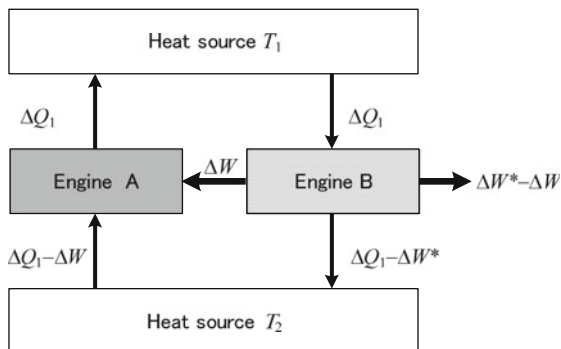 Heat source T₁
ΔQ₁
ΔQ₁
Engine A
ΔW
Engine B
ΔW*–ΔW
ΔQ₁–ΔW
ΔQ₁–ΔW*
Heat source T₂